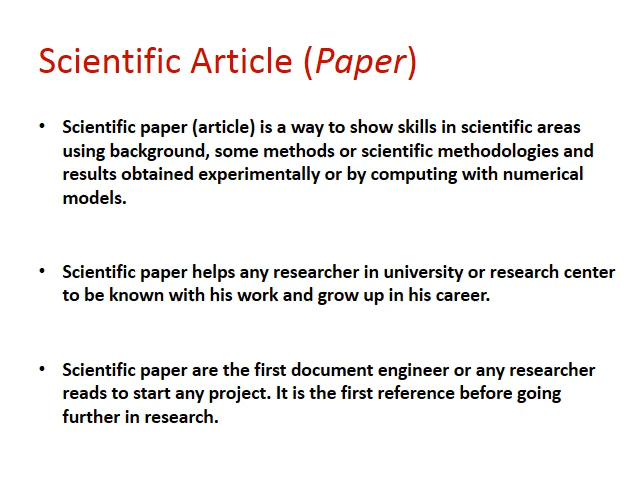 Scientific Article (Paper)
• Scientific paper (article) is a way to show skills in scientific areas
using background, some methods or scientific methodologies and
results obtained experimentally or by computing with numerical
models.
• Scientific paper helps any researcher in university or research center
to be known with his work and grow up in his career.
• Scientific paper are the first document engineer or any researcher
reads to start any project. It is the first reference before going
further in research.